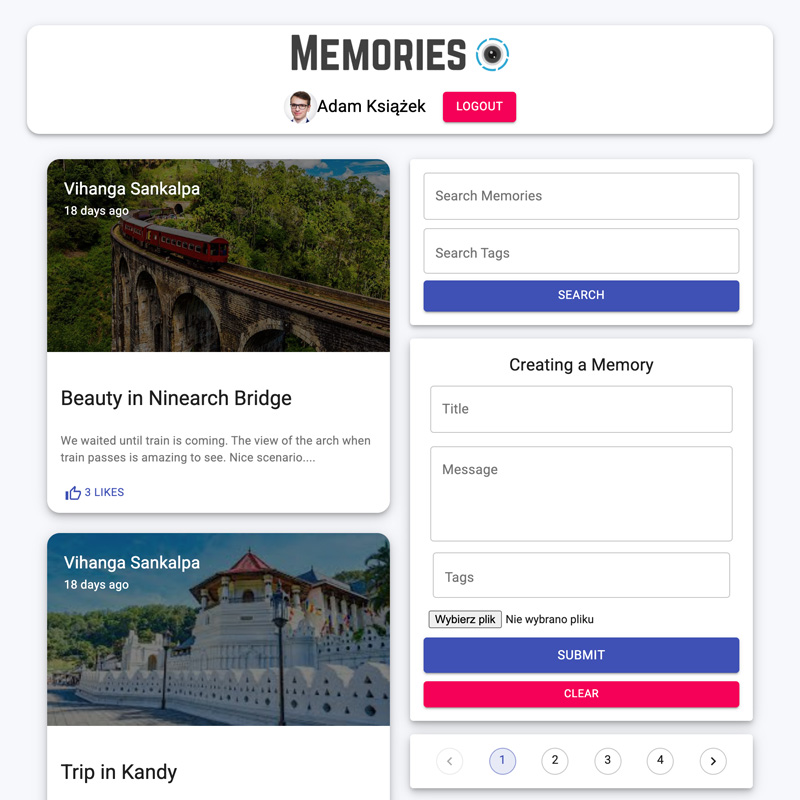 MEMORIES
Adam Książek
LOGOUT
Vihanga Sankalpa
18 days ago
Beauty in Ninearch Bridge
We waited until train is coming. The view of the arch when
train passes is amazing to see. Nice scenario....
3 LIKES
Vihanga Sankalpa
18 days ago
Trip in Kandy
Search Memories
Search Tags
SEARCH
Creating a Memory
Title
Message
Tags
Wybierz plik Nie wybrano pliku
SUBMIT
CLEAR
1 2 3 4